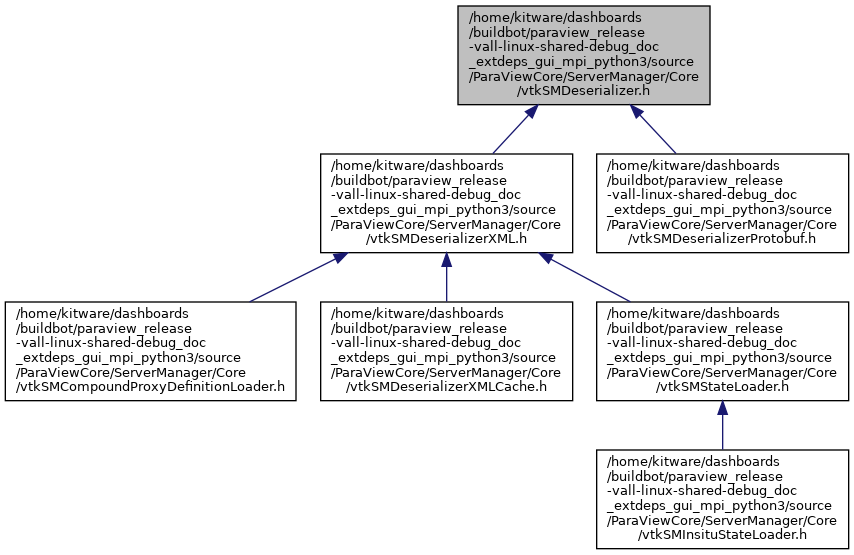 /home/kitware/dashboards
/buildbot/paraview_release
-vall-linux-shared-debug_doc
_extdeps_gui_mpi_python3/source
/ParaViewCore/ServerManager/Core
/vtkSMDeserializer.h
/home/kitware/dashboards
/buildbot/paraview_release
-vall-linux-shared-debug_doc
_extdeps_gui_mpi_python3/source
/ParaViewCore/ServerManager/Core
/vtkSMDeserializerXML.h
/home/kitware/dashboards
/buildbot/paraview_release
-vall-linux-shared-debug_doc
_extdeps_gui_mpi_python3/source
/ParaViewCore/ServerManager/Core
/vtkSMDeserializerProtobuf.h
/home/kitware/dashboards
/buildbot/paraview_release
-vall-linux-shared-debug_doc
_extdeps_gui_mpi_python3/source
/ParaViewCore/ServerManager/Core
/vtkSMCompoundProxyDefinitionLoader.h
/home/kitware/dashboards
/buildbot/paraview_release
-vall-linux-shared-debug_doc
_extdeps_gui_mpi_python3/source
/ParaViewCore/ServerManager/Core
/vtkSMDeserializerXMLCache.h
/home/kitware/dashboards
/buildbot/paraview_release
-vall-linux-shared-debug_doc
_extdeps_gui_mpi_python3/source
/ParaViewCore/ServerManager/Core
/vtkSMStateLoader.h
/home/kitware/dashboards
/buildbot/paraview_release
-vall-linux-shared-debug_doc
_extdeps_gui_mpi_python3/source
/ParaViewCore/ServerManager/Core
/vtkSMInsituStateLoader.h